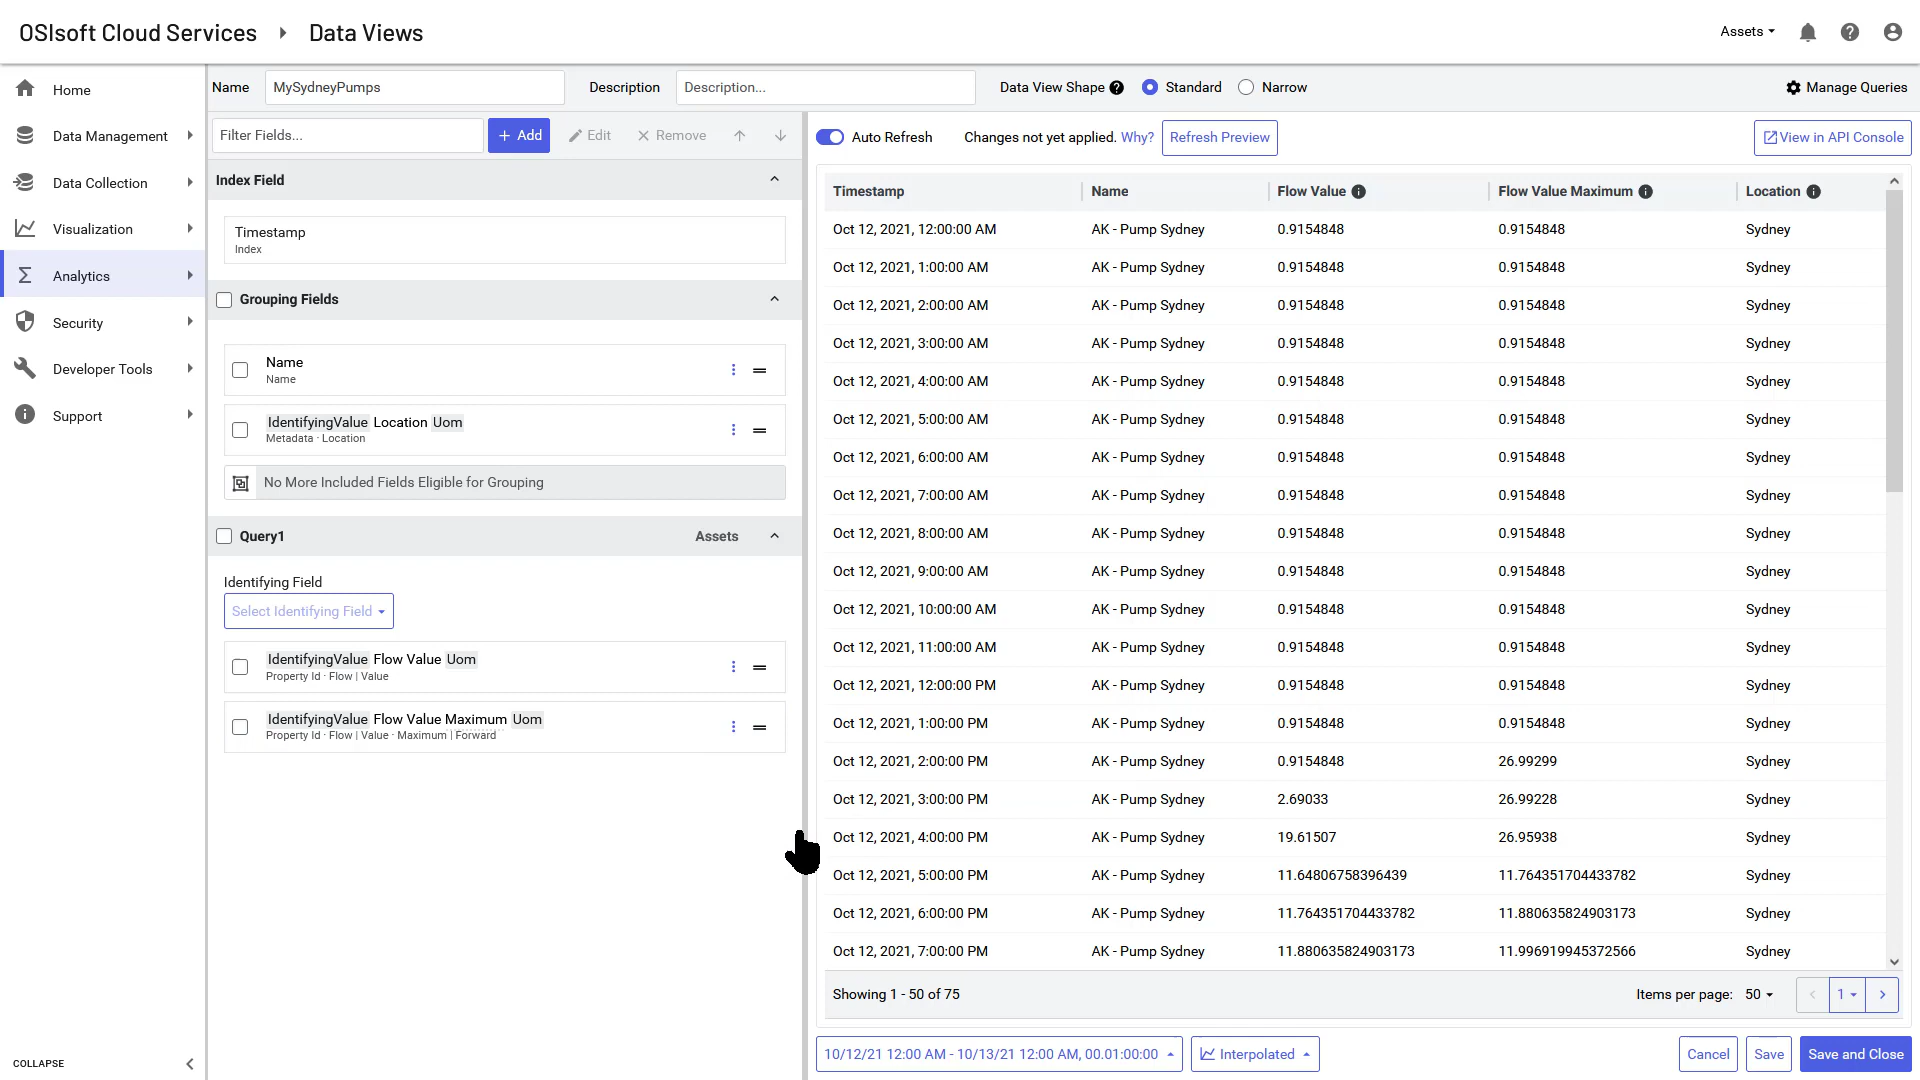 OSIsoft Cloud Services
Data Views
Assets
Home
Data Management
Data Collection
Visualization
Analytics
Security
Developer Tools
Support
COLLAPSE
Name
MySydneyPumps
Description
Description...
Data View Shape
Standard
Narrow
Manage Queries
Filter Fields...
Add
Edit
Remove
Index Field
Timestamp
Index
Grouping Fields
Name
Name
IdentifyingValue Location Uom
Metadata · Location
No More Included Fields Eligible for Grouping
Query1
Assets
Identifying Field
Select Identifying Field
IdentifyingValue Flow Value Uom
Property Id · Flow | Value
IdentifyingValue Flow Value Maximum Uom
Property Id · Flow | Value · Maximum | Forward
Auto Refresh
Changes not yet applied. Why?
Refresh Preview
View in API Console
Timestamp Name Flow Value Flow Value Maximum Location
Oct 12, 2021, 12:00:00 AM AK - Pump Sydney 0.9154848 0.9154848 Sydney
Oct 12, 2021, 1:00:00 AM AK - Pump Sydney 0.9154848 0.9154848 Sydney
Oct 12, 2021, 2:00:00 AM AK - Pump Sydney 0.9154848 0.9154848 Sydney
Oct 12, 2021, 3:00:00 AM AK - Pump Sydney 0.9154848 0.9154848 Sydney
Oct 12, 2021, 4:00:00 AM AK - Pump Sydney 0.9154848 0.9154848 Sydney
Oct 12, 2021, 5:00:00 AM AK - Pump Sydney 0.9154848 0.9154848 Sydney
Oct 12, 2021, 6:00:00 AM AK - Pump Sydney 0.9154848 0.9154848 Sydney
Oct 12, 2021, 7:00:00 AM AK - Pump Sydney 0.9154848 0.9154848 Sydney
Oct 12, 2021, 8:00:00 AM AK - Pump Sydney 0.9154848 0.9154848 Sydney
Oct 12, 2021, 9:00:00 AM AK - Pump Sydney 0.9154848 0.9154848 Sydney
Oct 12, 2021, 10:00:00 AM AK - Pump Sydney 0.9154848 0.9154848 Sydney
Oct 12, 2021, 11:00:00 AM AK - Pump Sydney 0.9154848 0.9154848 Sydney
Oct 12, 2021, 12:00:00 PM AK - Pump Sydney 0.9154848 0.9154848 Sydney
Oct 12, 2021, 1:00:00 PM AK - Pump Sydney 0.9154848 0.9154848 Sydney
Oct 12, 2021, 2:00:00 PM AK - Pump Sydney 0.9154848 26.99299 Sydney
Oct 12, 2021, 3:00:00 PM AK - Pump Sydney 2.69033 26.99228 Sydney
Oct 12, 2021, 4:00:00 PM AK - Pump Sydney 19.61507 26.95938 Sydney
Oct 12, 2021, 5:00:00 PM AK - Pump Sydney 11.64806758396439 11.764351704433782 Sydney
Oct 12, 2021, 6:00:00 PM AK - Pump Sydney 11.764351704433782 11.880635824903173 Sydney
Oct 12, 2021, 7:00:00 PM AK - Pump Sydney 11.880635824903173 11.996919945372566 Sydney
Showing 1 - 50 of 75
Items per page: 50
1
10/12/21 12:00 AM - 10/13/21 12:00 AM, 00.01:00:00
Interpolated
Cancel
Save
Save and Close